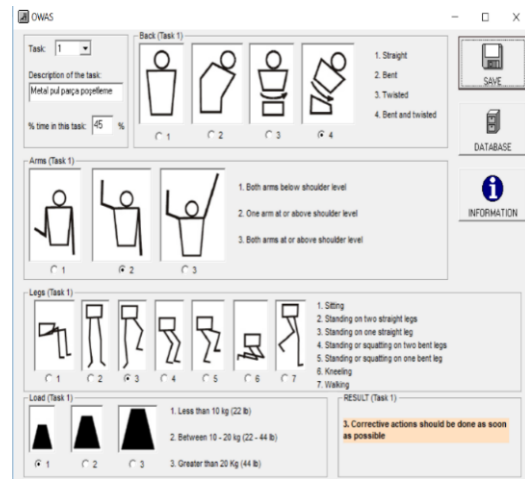 OWAS
Task: 1
Description of the task:
Metal pul parça poşetleme
% time in this task: 45 %
Back (Task 1)
1 2 3 4
1. Straight
2. Bent
3. Twisted
4. Bent and twisted
SAVE
DATABASE
INFORMATION
Arms (Task 1)
1 2 3
1. Both arms below shoulder level
2. One arm at or above shoulder level
3. Both arms at or above shoulder level
Legs (Task 1)
1 2 3 4 5 6 7
1. Sitting
2. Standing on two straight legs
3. Standing on one straight leg
4. Standing or squatting on two bent legs
5. Standing or squatting on one bent leg
6. Kneeling
7. Walking
Load (Task 1)
1 2 3
1. Less than 10 kg (22 lb)
2. Between 10 - 20 kg (22 - 44 lb)
3. Greater than 20 Kg (44 lb)
RESULT (Task 1)
3. Corrective actions should be done as soon
as possible